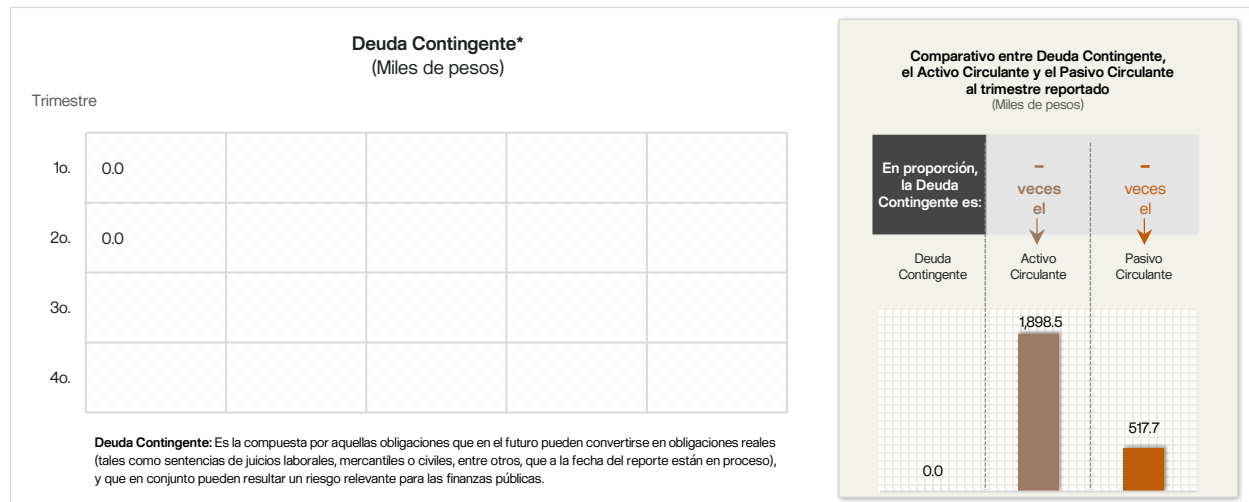 Deuda Contingente*
(Miles de pesos)
Trimestre
1o. 0.0
2o. 0.0
3o.
4o.
Deuda Contingente: Es la compuesta por aquellas obligaciones que en el futuro pueden convertirse en obligaciones reales
(tales como sentencias de juicios laborales, mercantiles o civiles, entre otros, que a la fecha del reporte están en proceso),
y que en conjunto pueden resultar un riesgo relevante para las finanzas públicas.
Comparativo entre Deuda Contingente,
el Activo Circulante y el Pasivo Circulante
al trimestre reportado
(Miles de pesos)
En proporción,
la Deuda
Contingente es:
–
veces
el
–
veces
el
Deuda
Contingente
Activo
Circulante
Pasivo
Circulante
0.0
1,898.5
517.7